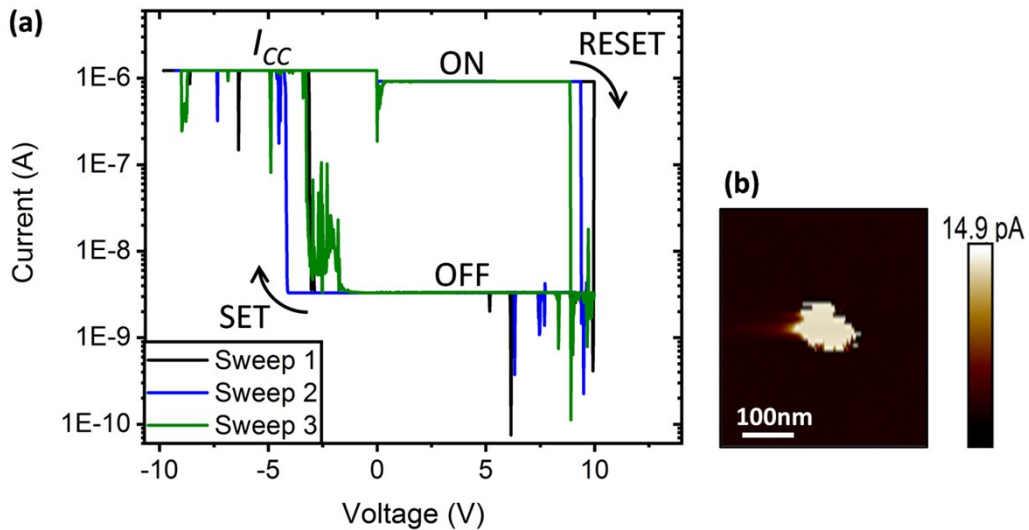 (a)
I_CC
ON
RESET
1E-6
1E-7
1E-8
1E-9
1E-10
Current (A)
OFF
SET
Sweep 1
Sweep 2
Sweep 3
-10 -5 0 5 10
Voltage (V)
(b)
14.9 pA
100nm